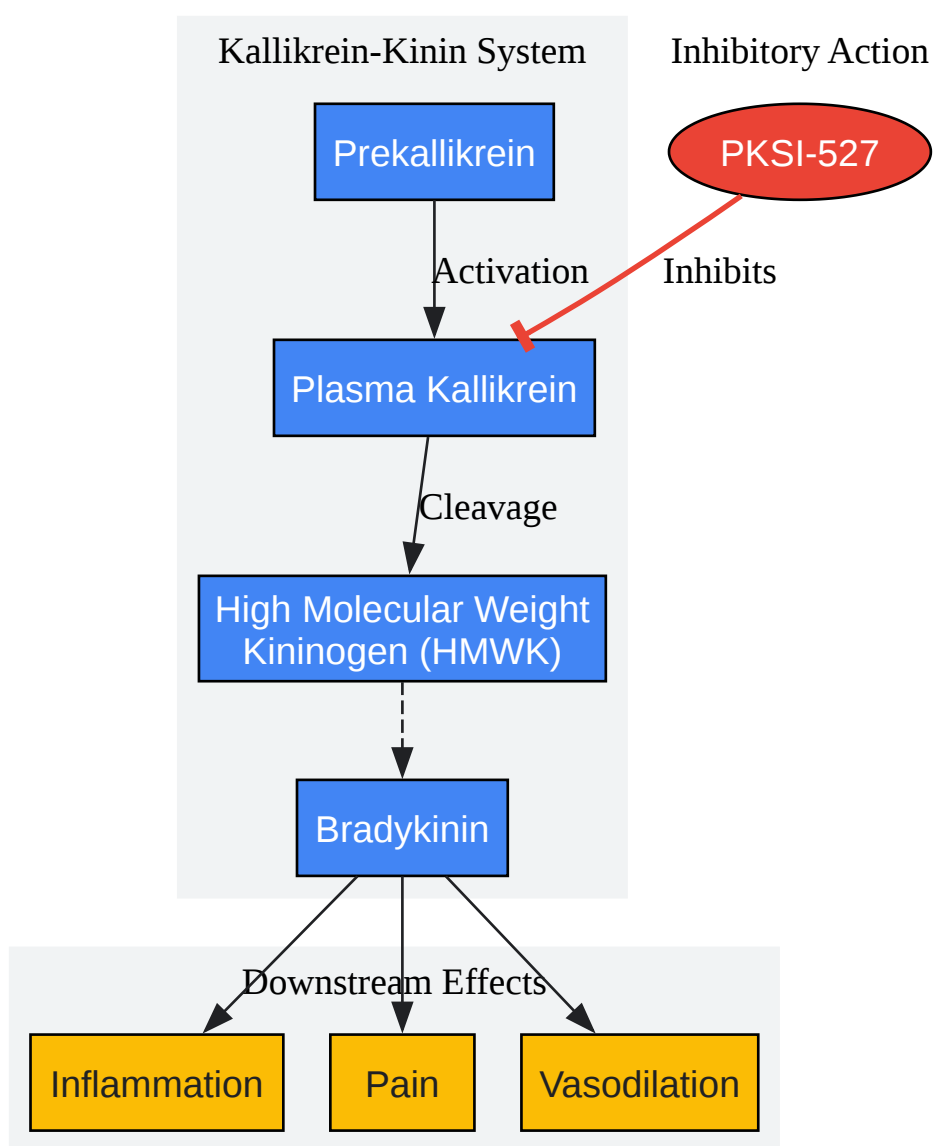 Kallikrein-Kinin System
Inhibitory Action
Prekallikrein
PKSI-527
Activation
Inhibits
Plasma Kallikrein
Cleavage
High Molecular Weight
Kininogen (HMWK)
Bradykinin
Downstream Effects
Inflammation
Pain
Vasodilation